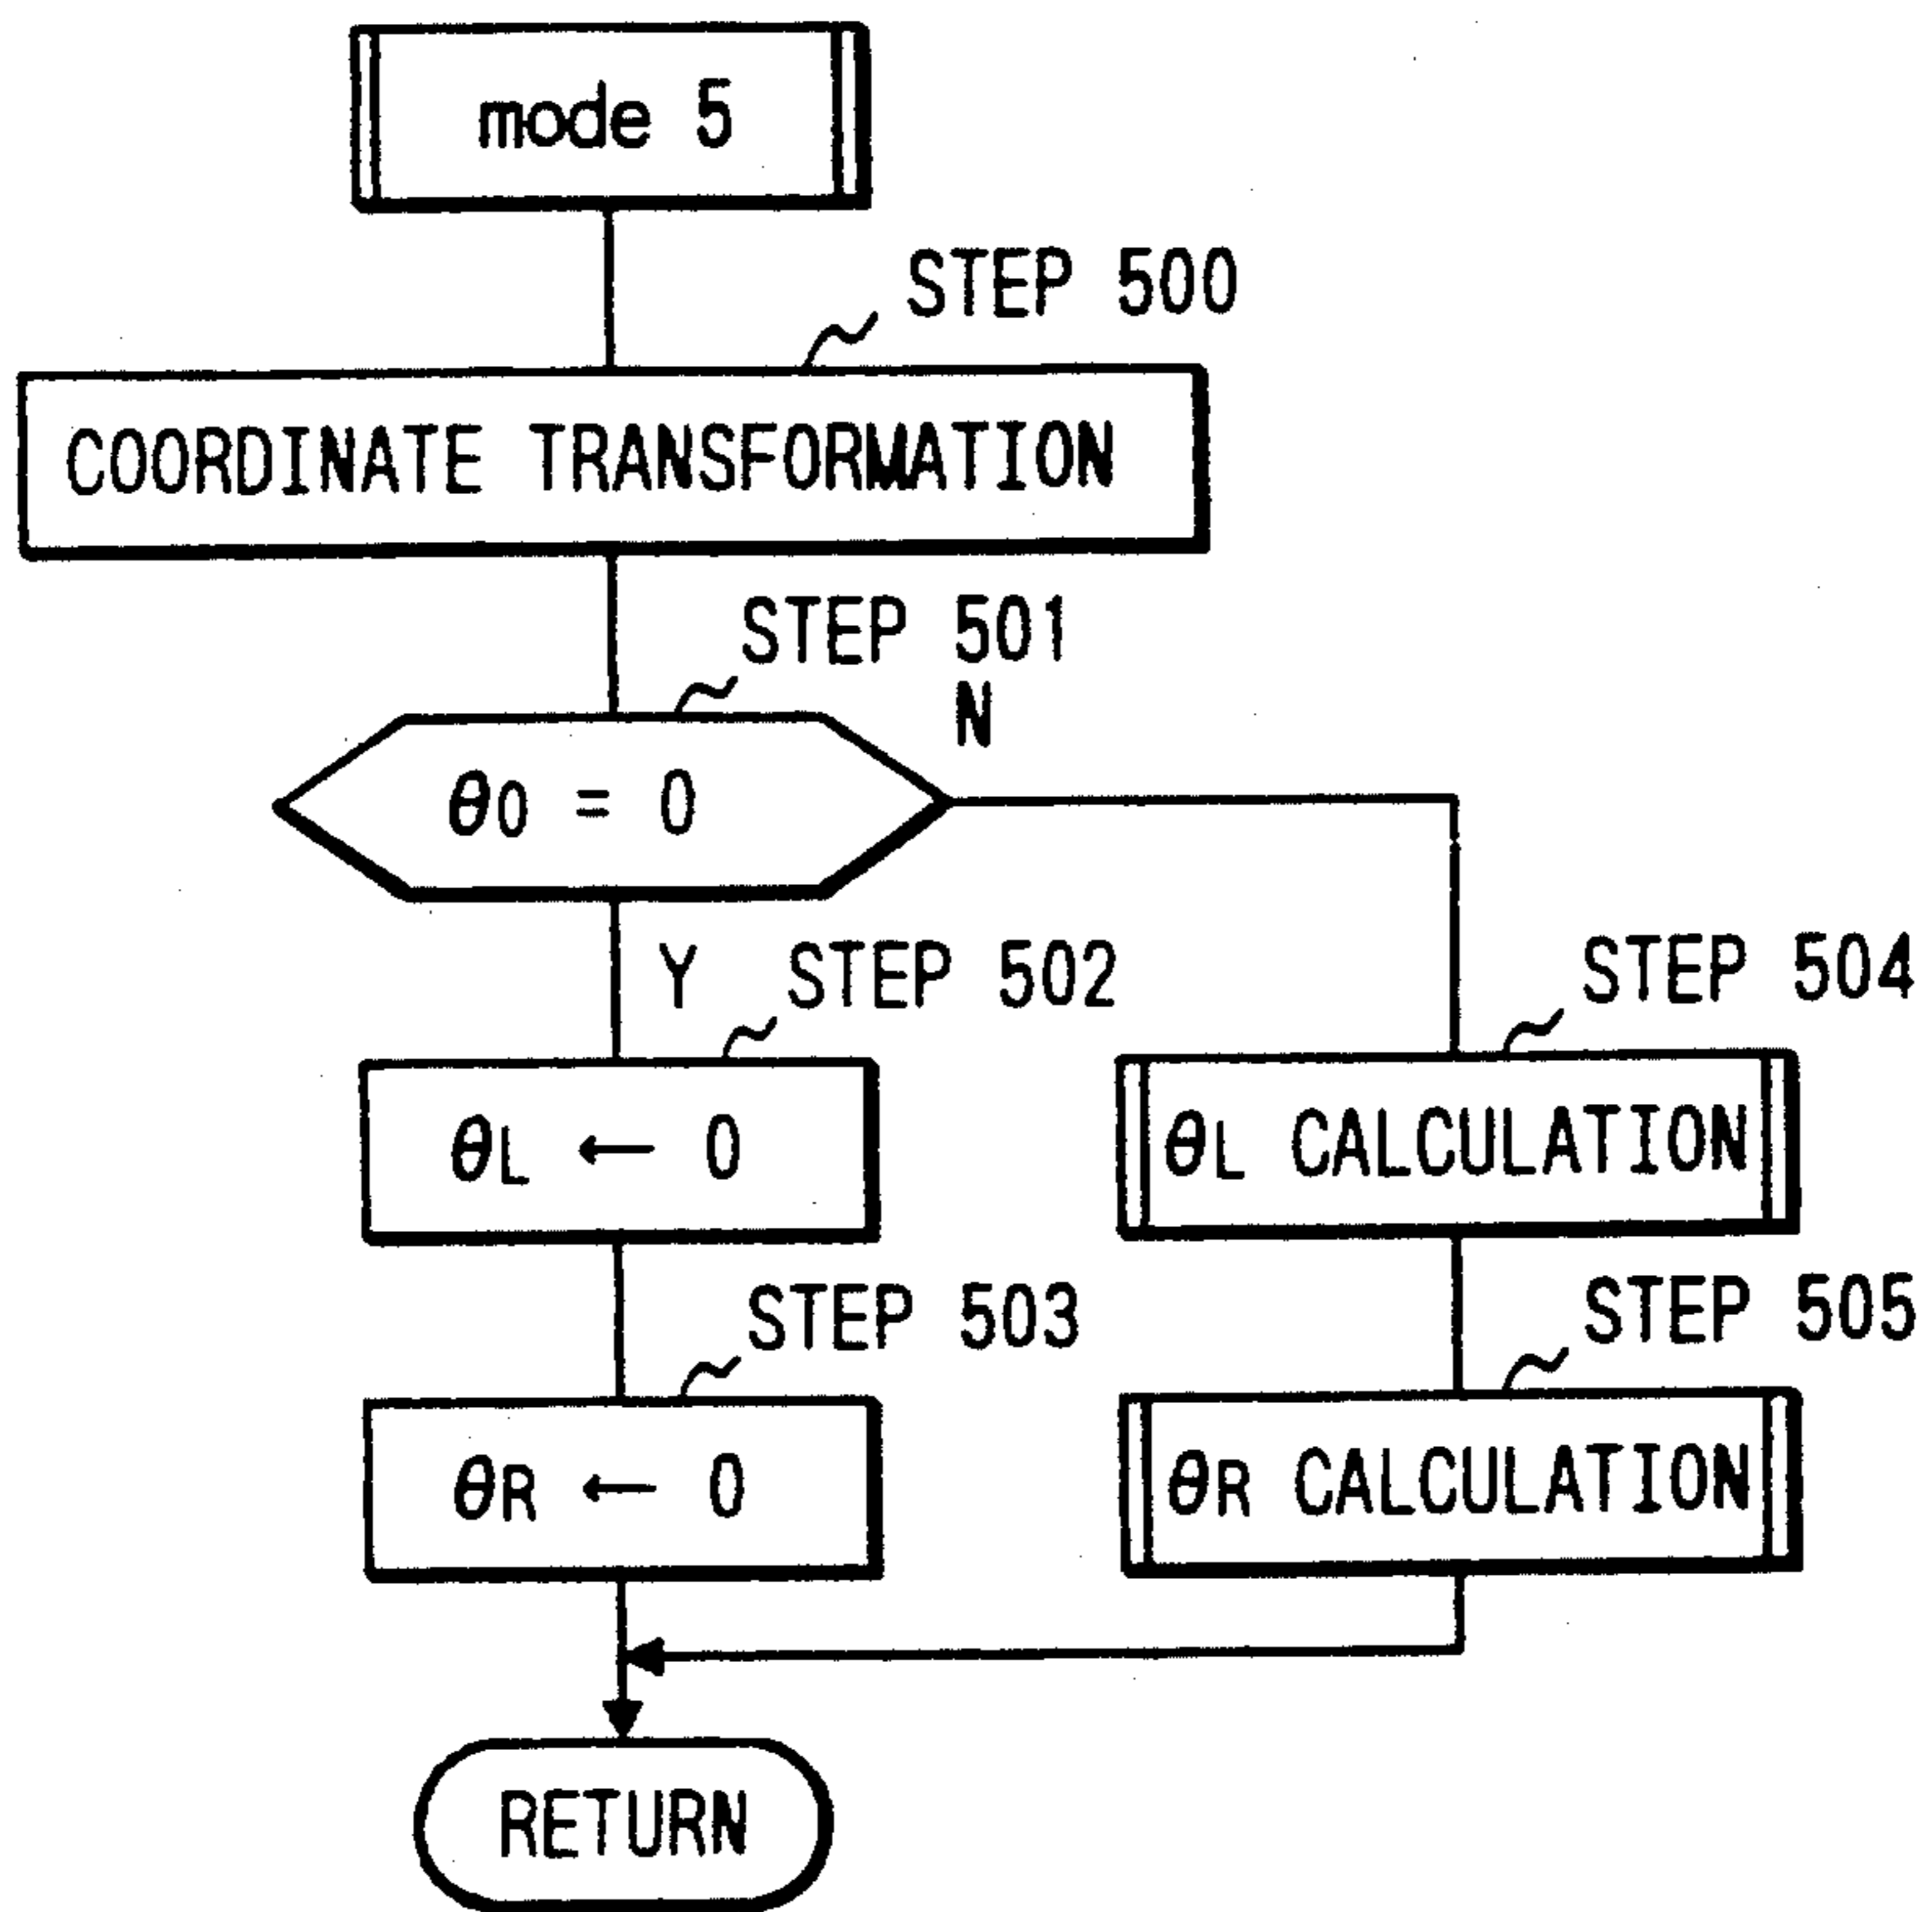 mode 5
STEP 500
COORDINATE TRANSFORMATION
STEP 501
N
θ0 = 0
Y
STEP 502
STEP 504
θL ← 0
θL CALCULATION
STEP 503
STEP 505
θR ← 0
θR CALCULATION
RETURN